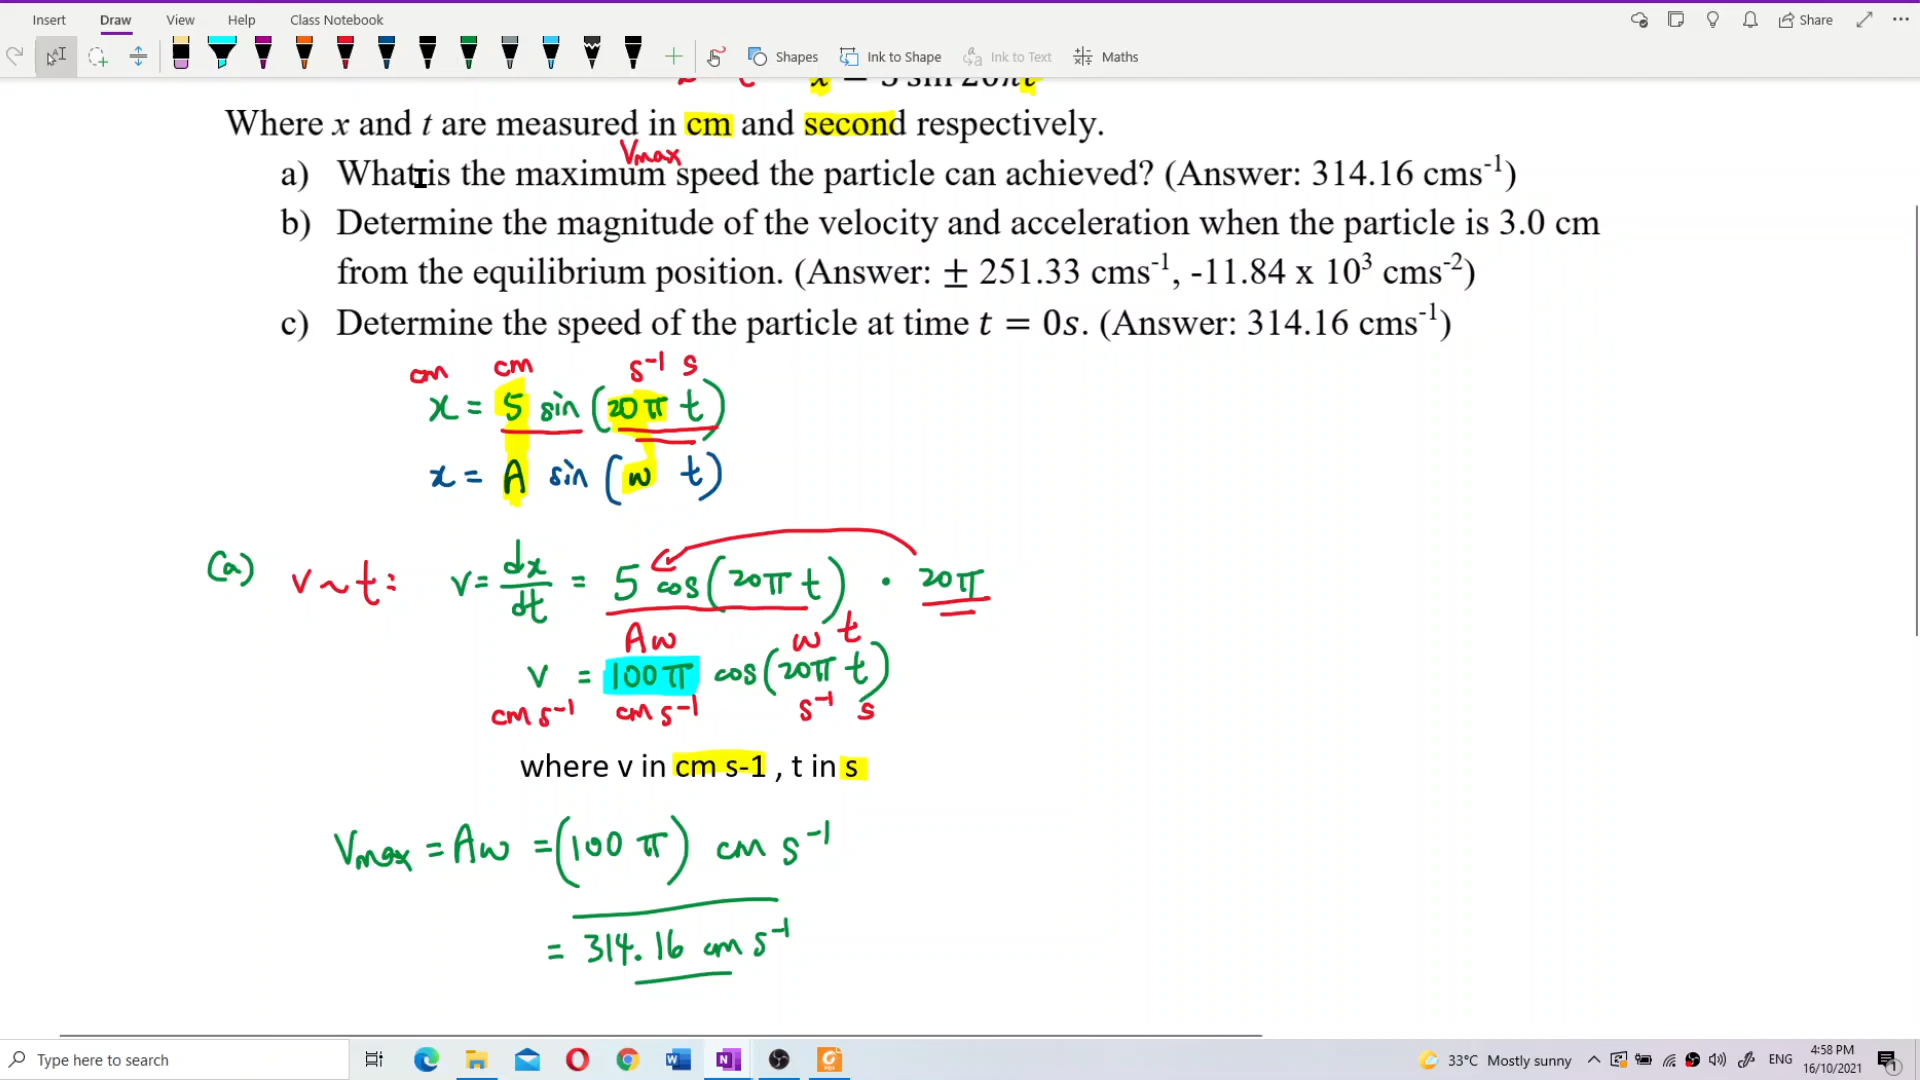 Insert Draw View Help Class Notebook Share
Shapes Ink to Shape Ink to Text Maths
x = 5 sin 20πt
Where x and t are measured in cm and second respectively.
Vmax
a) What is the maximum speed the particle can achieved? (Answer: 314.16 cms⁻¹)
b) Determine the magnitude of the velocity and acceleration when the particle is 3.0 cm
from the equilibrium position. (Answer: ± 251.33 cms⁻¹, -11.84 x 10³ cms⁻²)
c) Determine the speed of the particle at time t = 0s. (Answer: 314.16 cms⁻¹)
cm cm s⁻¹ s
x = 5 sin (20π t)
x = A sin (w t)
(a) v ~ t: v = dx/dt = 5 cos (20π t) · 20π
Aw w t
v = 100π cos (20π t)
cm s⁻¹ cm s⁻¹ s⁻¹ s
where v in cm s-1 , t in s
Vmax = Aw = (100 π) cm s⁻¹
= 314.16 cm s⁻¹
Type here to search 33°C Mostly sunny ENG 4:58 PM
16/10/2021 1